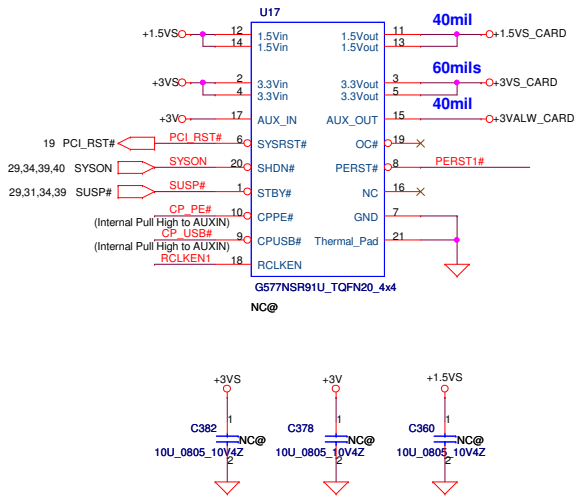 U17
40mil
+1.5VS 12 1.5Vin 1.5Vout 11 +1.5VS_CARD
14 1.5Vin 1.5Vout 13
60mils
+3VS 2 3.3Vin 3.3Vout 3 +3VS_CARD
4 3.3Vin 3.3Vout 5
40mil
+3V 17 AUX_IN AUX_OUT 15 +3VALW_CARD
19 PCI_RST# PCI_RST# 6 SYSRST# OC# 19
29,34,39,40 SYSON SYSON 20 SHDN# PERST# 8 PERST1#
29,31,34,39 SUSP# SUSP# 1 STBY# NC 16
CP_PE# 10 CPPE# GND 7
(Internal Pull High to AUXIN)
CP_USB# 9 CPUSB# Thermal_Pad 21
(Internal Pull High to AUXIN)
RCLKEN1 18 RCLKEN
G577NSR91U_TQFN20_4x4
NC@
+3VS +3V +1.5VS
1 1 1
C382 C378 C360
NC@ NC@ NC@
10U_0805_10V4Z 10U_0805_10V4Z 10U_0805_10V4Z
2 2 2